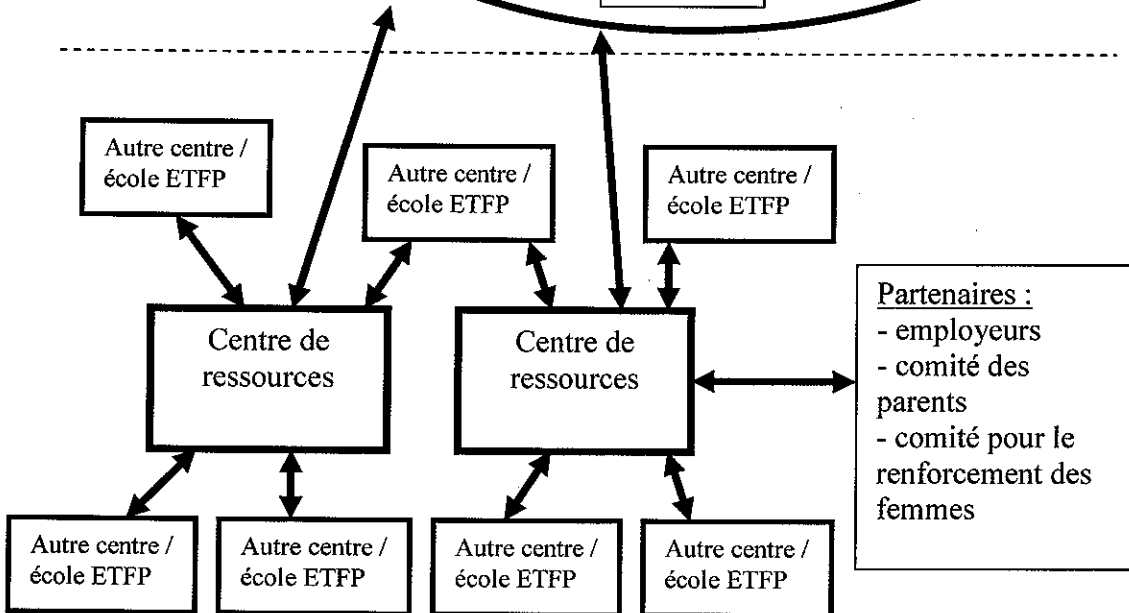 Autre centre /
école ETFP
Autre centre /
école ETFP
Autre centre /
école ETFP
Centre de
ressources
Centre de
ressources
Partenaires :
- employeurs
- comité des
parents
- comité pour le
renforcement des
femmes
Autre centre /
école ETFP
Autre centre /
école ETFP
Autre centre /
école ETFP
Autre centre /
école ETFP